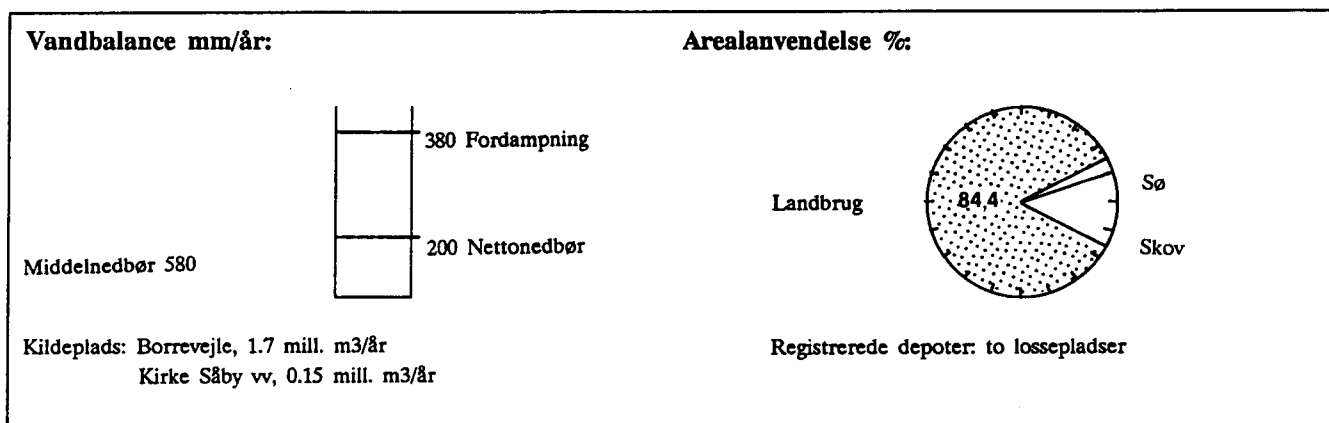 Vandbalance mm/år:
380 Fordampning
200 Nettonedbør
Middelnedbør 580
Kildeplads: Borrevejle, 1.7 mill. m3/år
Kirke Såby vv, 0.15 mill. m3/år
Arealanvendelse %:
Landbrug
84,4
Sø
Skov
Registrerede depoter: to lossepladser